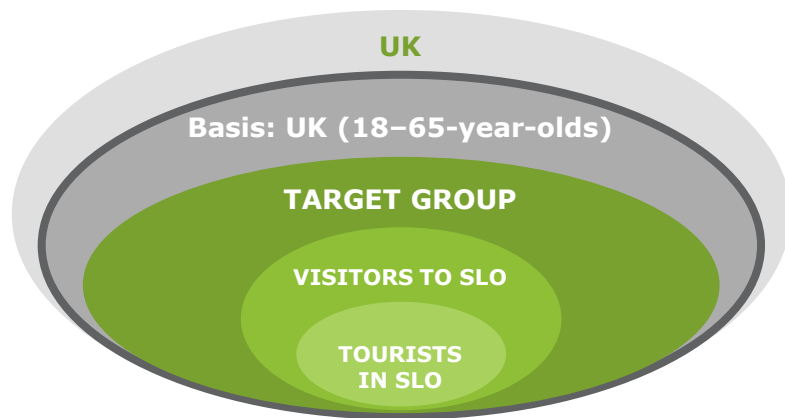 UK
Basis: UK (18–65-year-olds)
TARGET GROUP
VISITORS TO SLO
TOURISTS
IN SLO